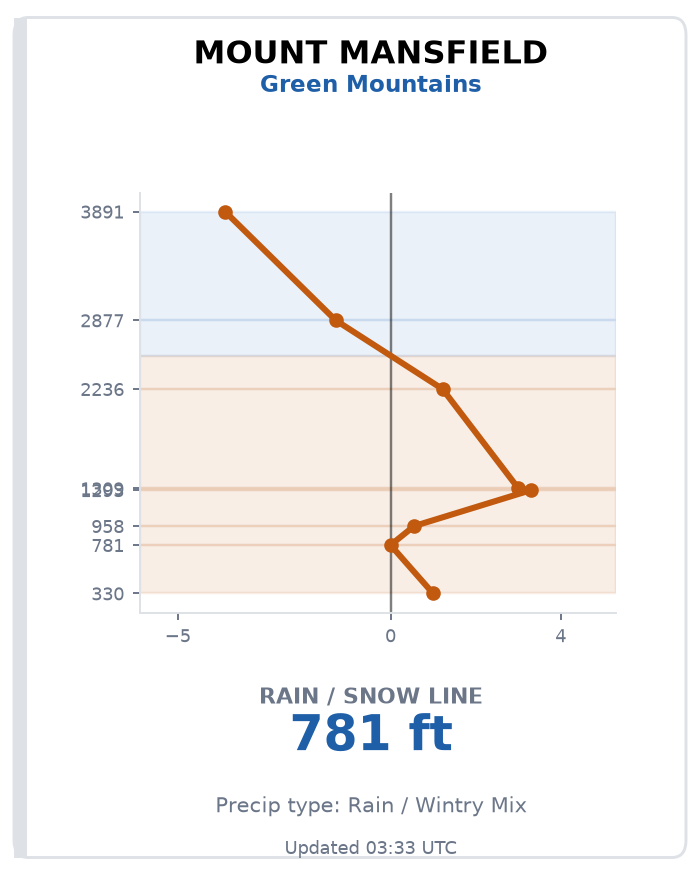 MOUNT MANSFIELD
Green Mountains
3891
2877
2236
958
781
330
−5 0 4
RAIN / SNOW LINE
781 ft
Precip type: Rain / Wintry Mix
Updated 03:33 UTC